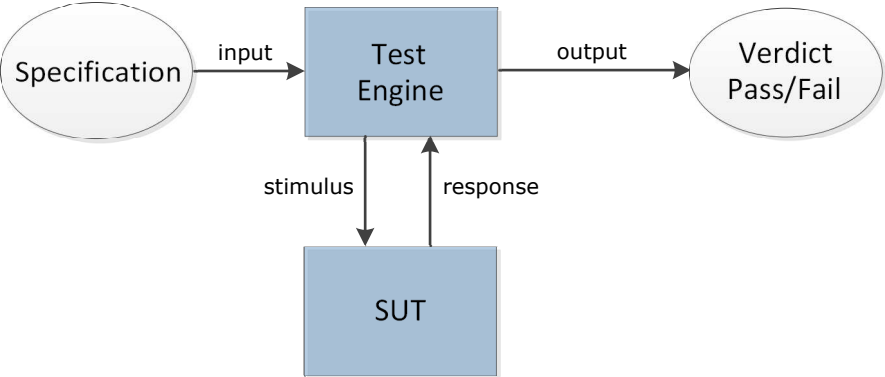 Specification
input
Test
Engine
output
Verdict
Pass/Fail
stimulus
response
SUT